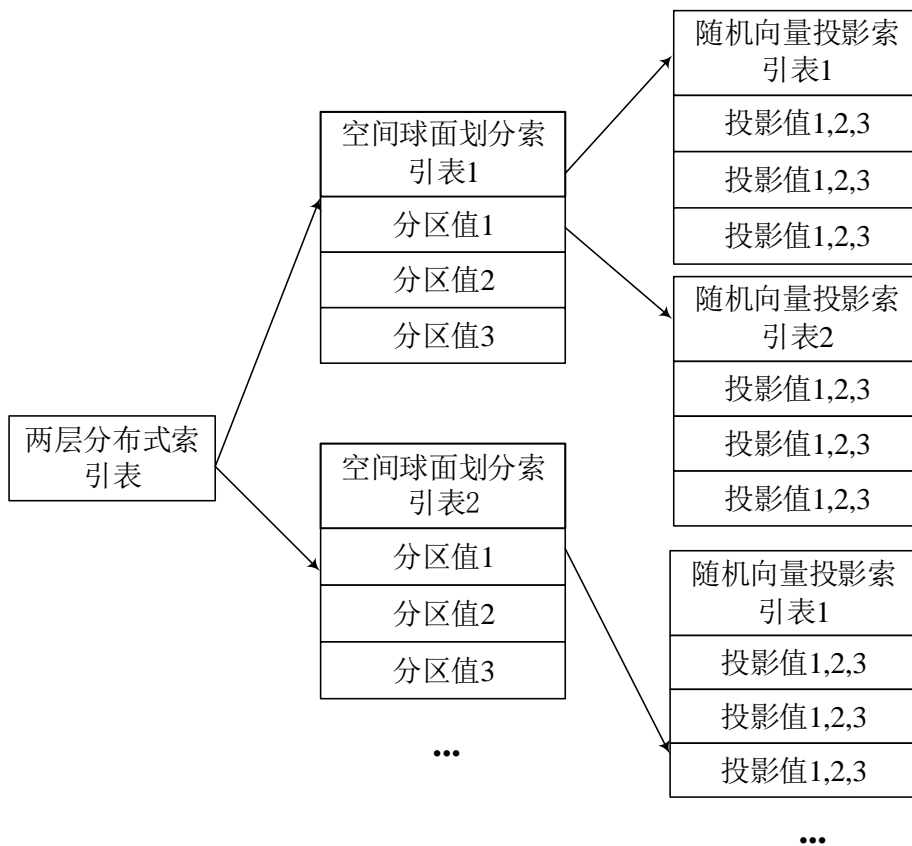 两层分布式索
引表
空间球面划分索
引表1
分区值1
分区值2
分区值3
空间球面划分索
引表2
分区值1
分区值2
分区值3
...
随机向量投影索
引表1
投影值1,2,3
投影值1,2,3
投影值1,2,3
随机向量投影索
引表2
投影值1,2,3
投影值1,2,3
投影值1,2,3
随机向量投影索
引表1
投影值1,2,3
投影值1,2,3
投影值1,2,3
...